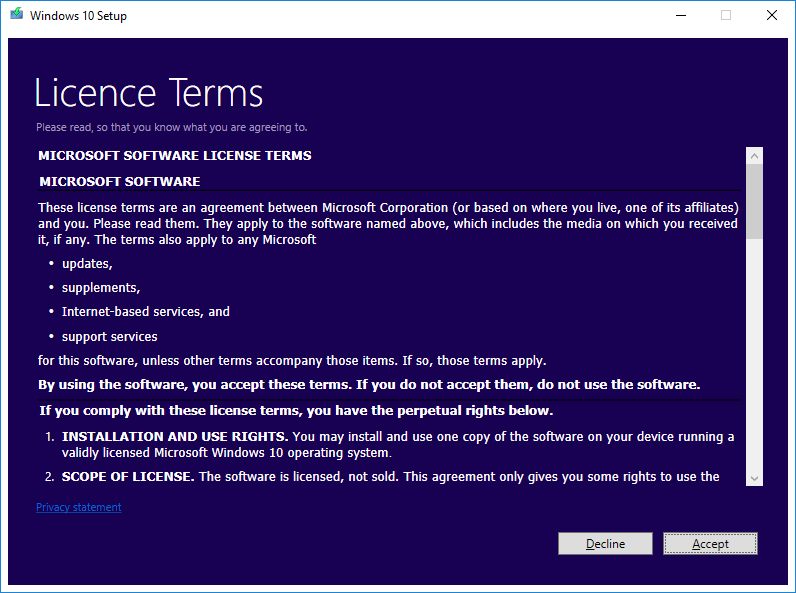 Windows 10 Setup
Licence Terms
Please read, so that you know what you are agreeing to.
MICROSOFT SOFTWARE LICENSE TERMS
MICROSOFT SOFTWARE
These license terms are an agreement between Microsoft Corporation (or based on where you live, one of its affiliates)
and you. Please read them. They apply to the software named above, which includes the media on which you received
it, if any. The terms also apply to any Microsoft
• updates,
• supplements,
• Internet-based services, and
• support services
for this software, unless other terms accompany those items. If so, those terms apply.
By using the software, you accept these terms. If you do not accept them, do not use the software.
If you comply with these license terms, you have the perpetual rights below.
1. INSTALLATION AND USE RIGHTS. You may install and use one copy of the software on your device running a
validly licensed Microsoft Windows 10 operating system.
2. SCOPE OF LICENSE. The software is licensed, not sold. This agreement only gives you some rights to use the
Privacy statement
Decline
Accept